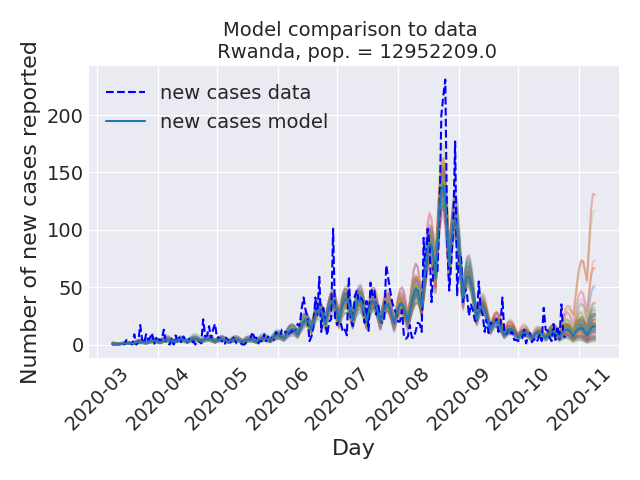 Model comparison to data
Rwanda, pop. = 12952209.0
Number of new cases reported
new cases data
new cases model
200
150
100
50
0
2020-03
2020-04
2020-05
2020-06
2020-07
2020-08
2020-09
2020-10
2020-11
Day